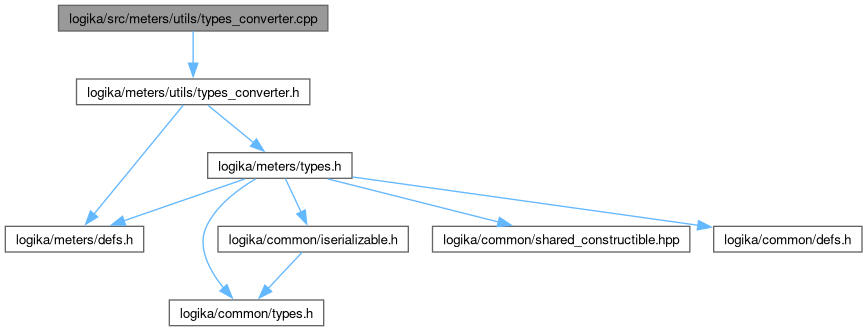 logika/src/meters/utils/types_converter.cpp
logika/meters/utils/types_converter.h
logika/meters/types.h
logika/meters/defs.h
logika/common/iserializable.h
logika/common/shared_constructible.hpp
logika/common/defs.h
logika/common/types.h